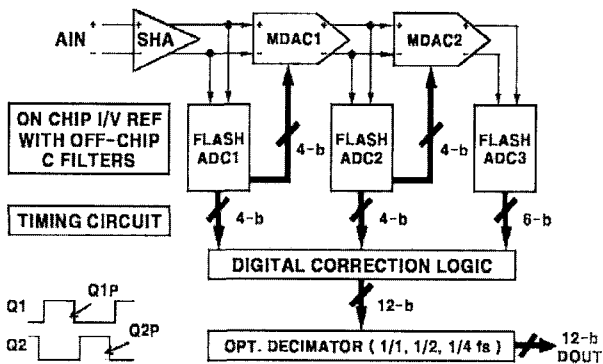 AIN
+
−
SHA
+
−
+
−
MDAC1
+
−
+
−
MDAC2
+
−
ON CHIP I/V REF
WITH OFF-CHIP
C FILTERS
FLASH
ADC1
4-b
FLASH
ADC2
4-b
FLASH
ADC3
TIMING CIRCUIT
4-b
4-b
6-b
DIGITAL CORRECTION LOGIC
12-b
Q1
Q1P
Q2
Q2P
OPT. DECIMATOR ( 1/1, 1/2, 1/4 fs )
12-b
DOUT